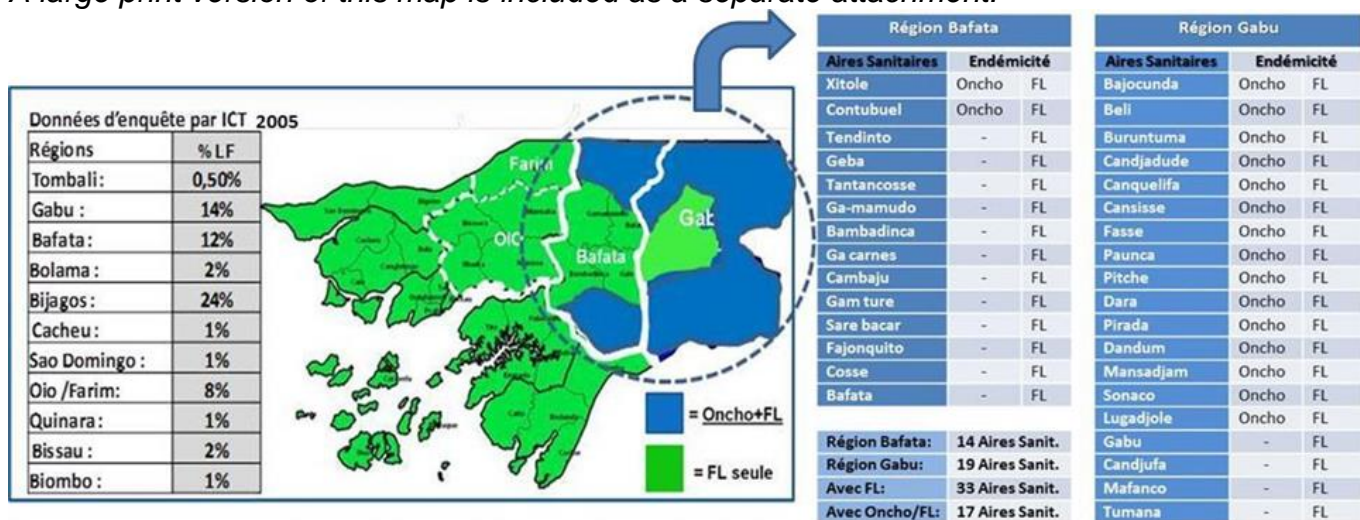 A large print version of this map is included as a separate attachment.
Données d'enquête par ICT 2005
Régions % LF
Tombali: 0,50%
Gabu : 14%
Bafata : 12%
Bolama : 2%
Bijagos : 24%
Cacheu : 1%
Sao Domingo : 1%
Oio /Farim: 8%
Quinara : 1%
Bissau : 2%
Biombo : 1%
Farim
OIO
Bafata
Gab
= Oncho+FL
= FL seule
Région Bafata
Aires Sanitaires Endémicité
Xitole Oncho FL
Contubuel Oncho FL
Tendinto - FL
Geba - FL
Tantancosse - FL
Ga-mamudo - FL
Bambadinca - FL
Ga carnes - FL
Cambaju - FL
Gam ture - FL
Sare bacar - FL
Fajonquito - FL
Cosse - FL
Bafata - FL
Région Bafata: 14 Aires Sanit.
Région Gabu: 19 Aires Sanit.
Avec FL: 33 Aires Sanit.
Avec Oncho/FL: 17 Aires Sanit.
Région Gabu
Aires Sanitaires Endémicité
Bajocunda Oncho FL
Beli Oncho FL
Buruntuma Oncho FL
Candjadude Oncho FL
Canquelifa Oncho FL
Cansisse Oncho FL
Fasse Oncho FL
Paunca Oncho FL
Pitche Oncho FL
Dara Oncho FL
Pirada Oncho FL
Dandum Oncho FL
Mansadjam Oncho FL
Sonaco Oncho FL
Lugadjole Oncho FL
Gabu - FL
Candjufa - FL
Mafanco - FL
Tumana - FL